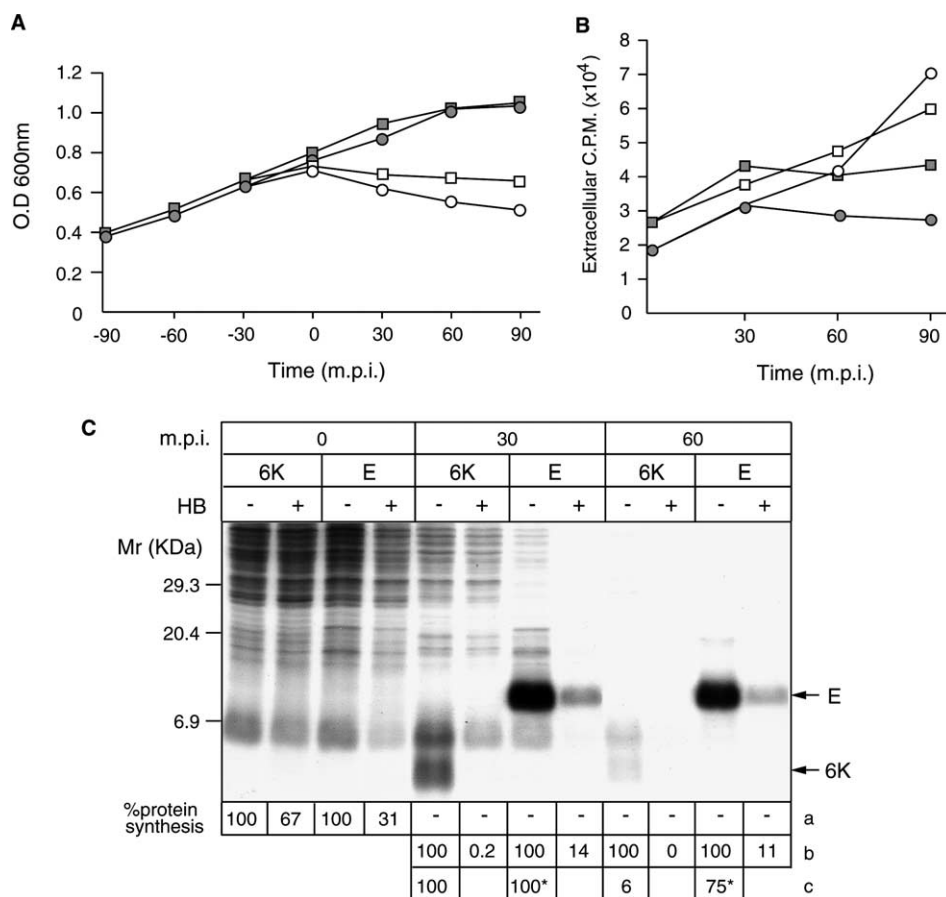 A
O.D 600nm
1.2
1.0
0.8
0.6
0.4
0.2
0
-90 -60 -30 0 30 60 90
Time (m.p.i.)
B
Extracellular C.P.M. (x10⁴)
8
7
6
5
4
3
2
1
0
30 60 90
Time (m.p.i.)
C
m.p.i. 0 30 60
6K E 6K E 6K E
HB - + - + - + - + - + - +
Mr (KDa)
29.3
20.4
6.9
E
6K
%protein synthesis
100 67 100 31 - - - - - - - - a
100 0.2 100 14 100 0 100 11 b
100 100* 6 75* c